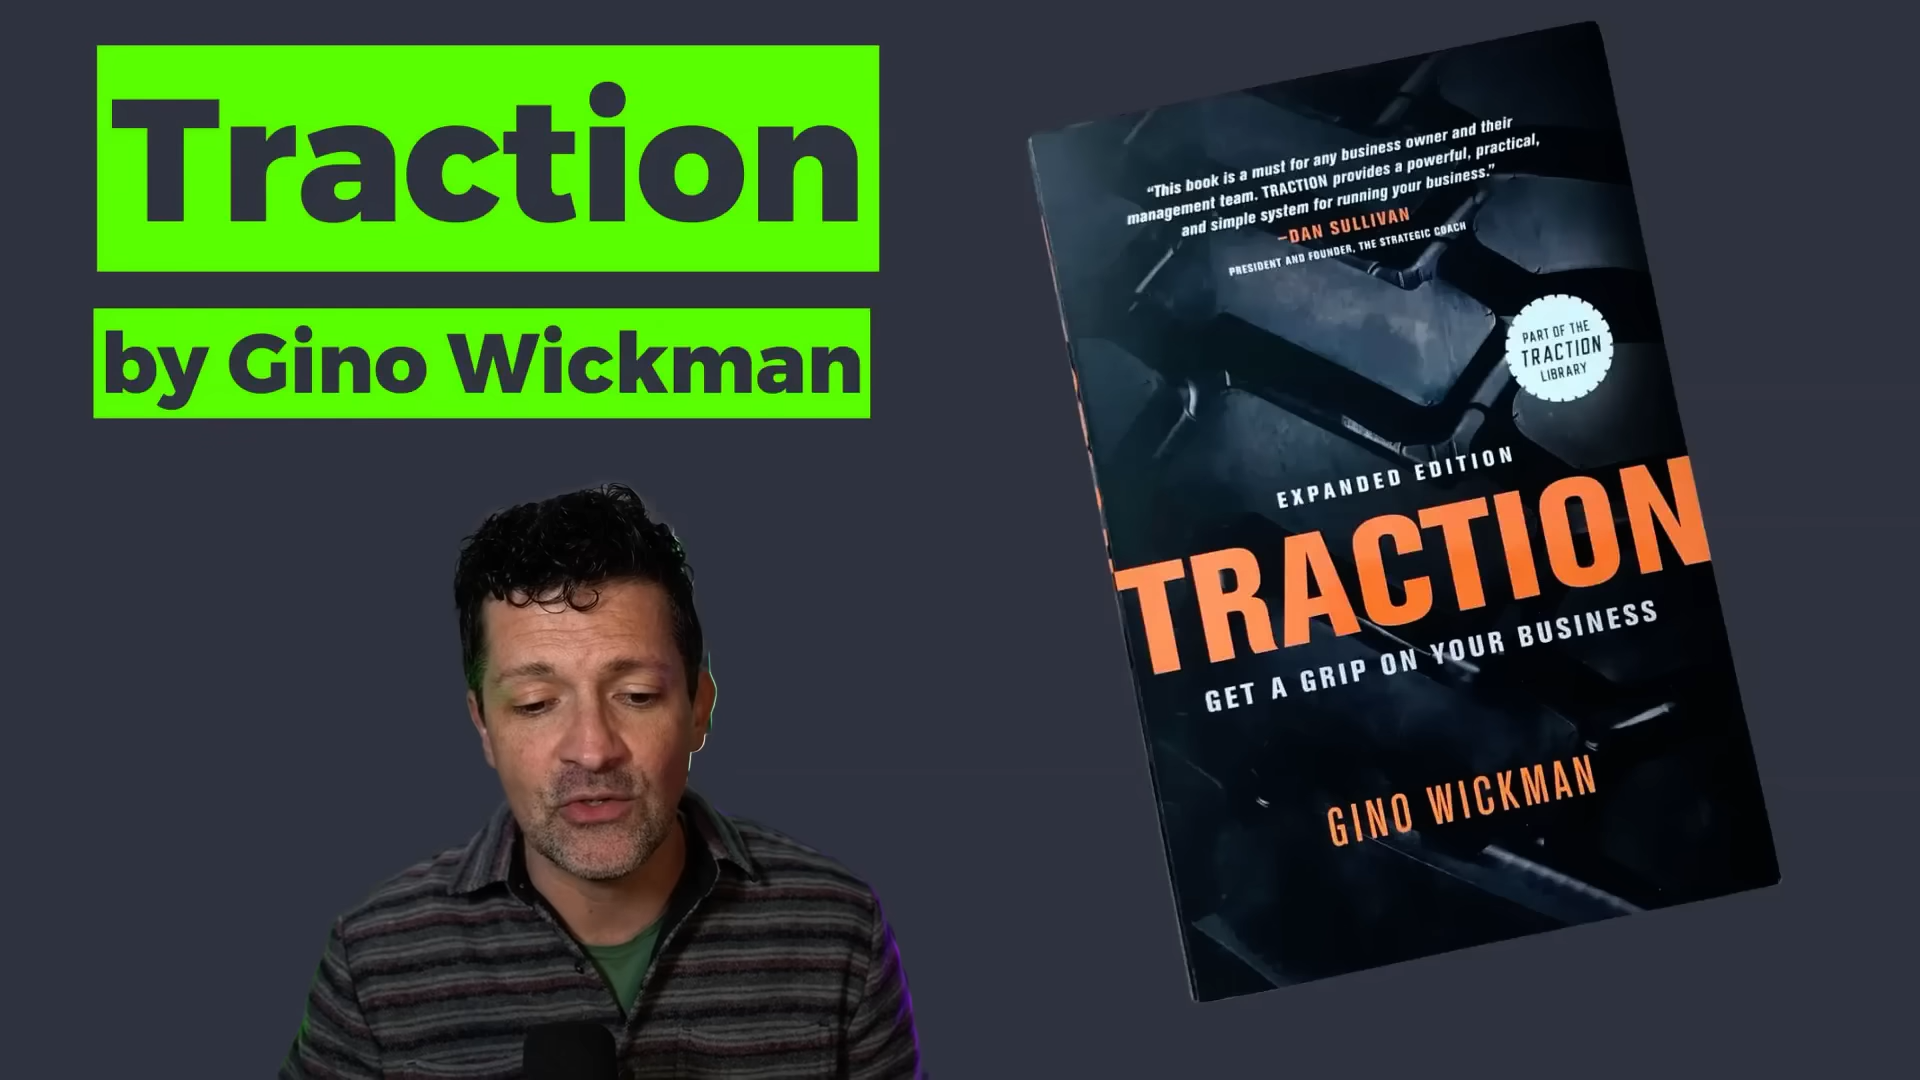 Traction
by Gino Wickman
“This book is a must for any business owner and their
management team. TRACTION provides a powerful, practical,
and simple system for running your business.”
–DAN SULLIVAN
PRESIDENT AND FOUNDER, THE STRATEGIC COACH
PART OF THE
TRACTION
LIBRARY
EXPANDED EDITION
TRACTION
GET A GRIP ON YOUR BUSINESS
GINO WICKMAN